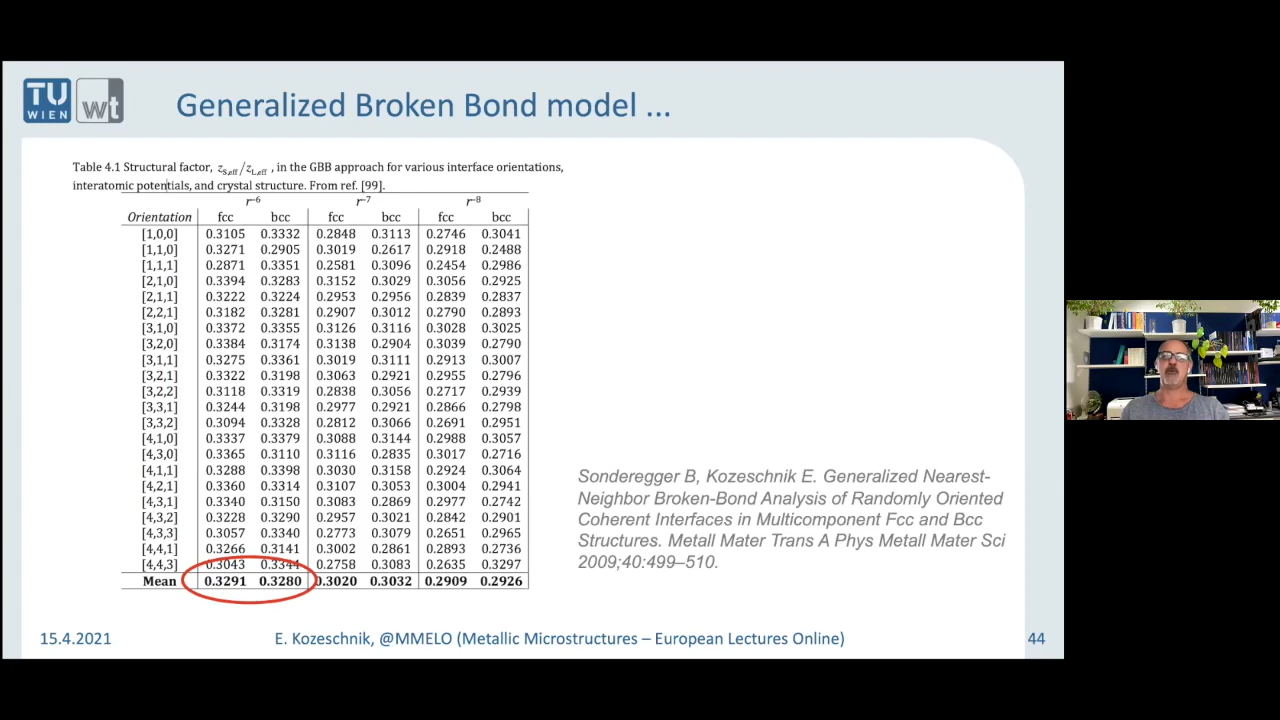 TU
WIEN
wt
Generalized Broken Bond model ...
Table 4.1 Structural factor, zS,eff/zL,eff , in the GBB approach for various interface orientations,
interatomic potentials, and crystal structure. From ref. [99].
r-6 r-7 r-8
Orientation fcc bcc fcc bcc fcc bcc
[1,0,0] 0.3105 0.3332 0.2848 0.3113 0.2746 0.3041
[1,1,0] 0.3271 0.2905 0.3019 0.2617 0.2918 0.2488
[1,1,1] 0.2871 0.3351 0.2581 0.3096 0.2454 0.2986
[2,1,0] 0.3394 0.3283 0.3152 0.3029 0.3056 0.2925
[2,1,1] 0.3222 0.3224 0.2953 0.2956 0.2839 0.2837
[2,2,1] 0.3182 0.3281 0.2907 0.3012 0.2790 0.2893
[3,1,0] 0.3372 0.3355 0.3126 0.3116 0.3028 0.3025
[3,2,0] 0.3384 0.3174 0.3138 0.2904 0.3039 0.2790
[3,1,1] 0.3275 0.3361 0.3019 0.3111 0.2913 0.3007
[3,2,1] 0.3322 0.3198 0.3063 0.2921 0.2955 0.2796
[3,2,2] 0.3118 0.3319 0.2838 0.3056 0.2717 0.2939
[3,3,1] 0.3244 0.3198 0.2977 0.2921 0.2866 0.2798
[3,3,2] 0.3094 0.3328 0.2812 0.3066 0.2691 0.2951
[4,1,0] 0.3337 0.3379 0.3088 0.3144 0.2988 0.3057
[4,3,0] 0.3365 0.3110 0.3116 0.2835 0.3017 0.2716
[4,1,1] 0.3288 0.3398 0.3030 0.3158 0.2924 0.3064
[4,2,1] 0.3360 0.3314 0.3107 0.3053 0.3004 0.2941
[4,3,1] 0.3340 0.3150 0.3083 0.2869 0.2977 0.2742
[4,3,2] 0.3228 0.3290 0.2957 0.3021 0.2842 0.2901
[4,3,3] 0.3057 0.3340 0.2773 0.3079 0.2651 0.2965
[4,4,1] 0.3266 0.3141 0.3002 0.2861 0.2893 0.2736
[4,4,3] 0.3043 0.3344 0.2758 0.3083 0.2635 0.3297
Mean 0.3291 0.3280 0.3020 0.3032 0.2909 0.2926
Sonderegger B, Kozeschnik E. Generalized Nearest-
Neighbor Broken-Bond Analysis of Randomly Oriented
Coherent Interfaces in Multicomponent Fcc and Bcc
Structures. Metall Mater Trans A Phys Metall Mater Sci
2009;40:499–510.
15.4.2021
E. Kozeschnik, @MMELO (Metallic Microstructures – European Lectures Online)
44